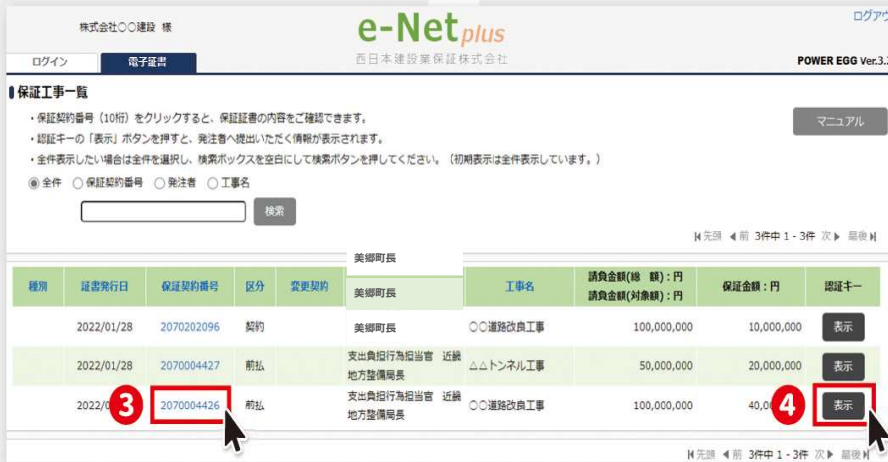 株式会社〇〇建設 様
e-Net plus
西日本建設業保証株式会社
ログアウ
ログイン
電子証書
POWER EGG Ver.3.
保証工事一覧
・保証契約番号（10桁）をクリックすると、保証証書の内容をご確認できます。
・認証キーの「表示」ボタンを押すと、発注者へ提出いただく情報が表示されます。
・全件表示したい場合は全件を選択し、検索ボックスを空白にして検索ボタンを押してください。（初期表示は全件表示しています。）
マニュアル
全件 保証契約番号 発注者 工事名
検索
先頭 前 3件中 1 - 3件 次 最後
美郷町長
種別 証書発行日 保証契約番号 区分 変更契約 美郷町長 工事名 請負金額(総 額)：円 保証金額：円 認証キー
請負金額(対象額)：円
2022/01/28 2070202096 契約 美郷町長 〇〇道路改良工事 100,000,000 10,000,000 表示
2022/01/28 2070004427 前払 支出負担行為担当官 近畿 △△トンネル工事 50,000,000 20,000,000 表示
地方整備局長
2022/0 3 2070004426 前払 支出負担行為担当官 近畿 〇〇道路改良工事 100,000,000 40,00 4 表示
地方整備局長
先頭 前 3件中 1 - 3件 次 最後